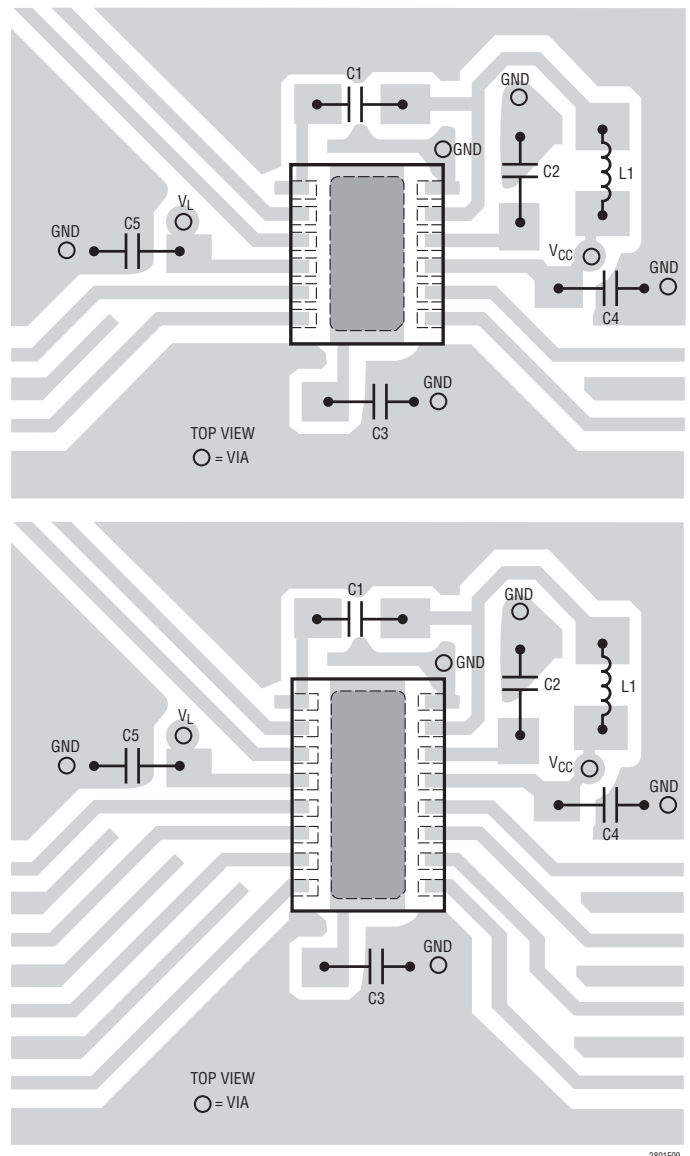 C1
GND
GND
C2
L1
VL
GND
C5
VCC
GND
C4
GND
C3
TOP VIEW
= VIA
C1
GND
GND
C2
L1
VL
GND
C5
VCC
GND
C4
GND
C3
TOP VIEW
= VIA
2801F09